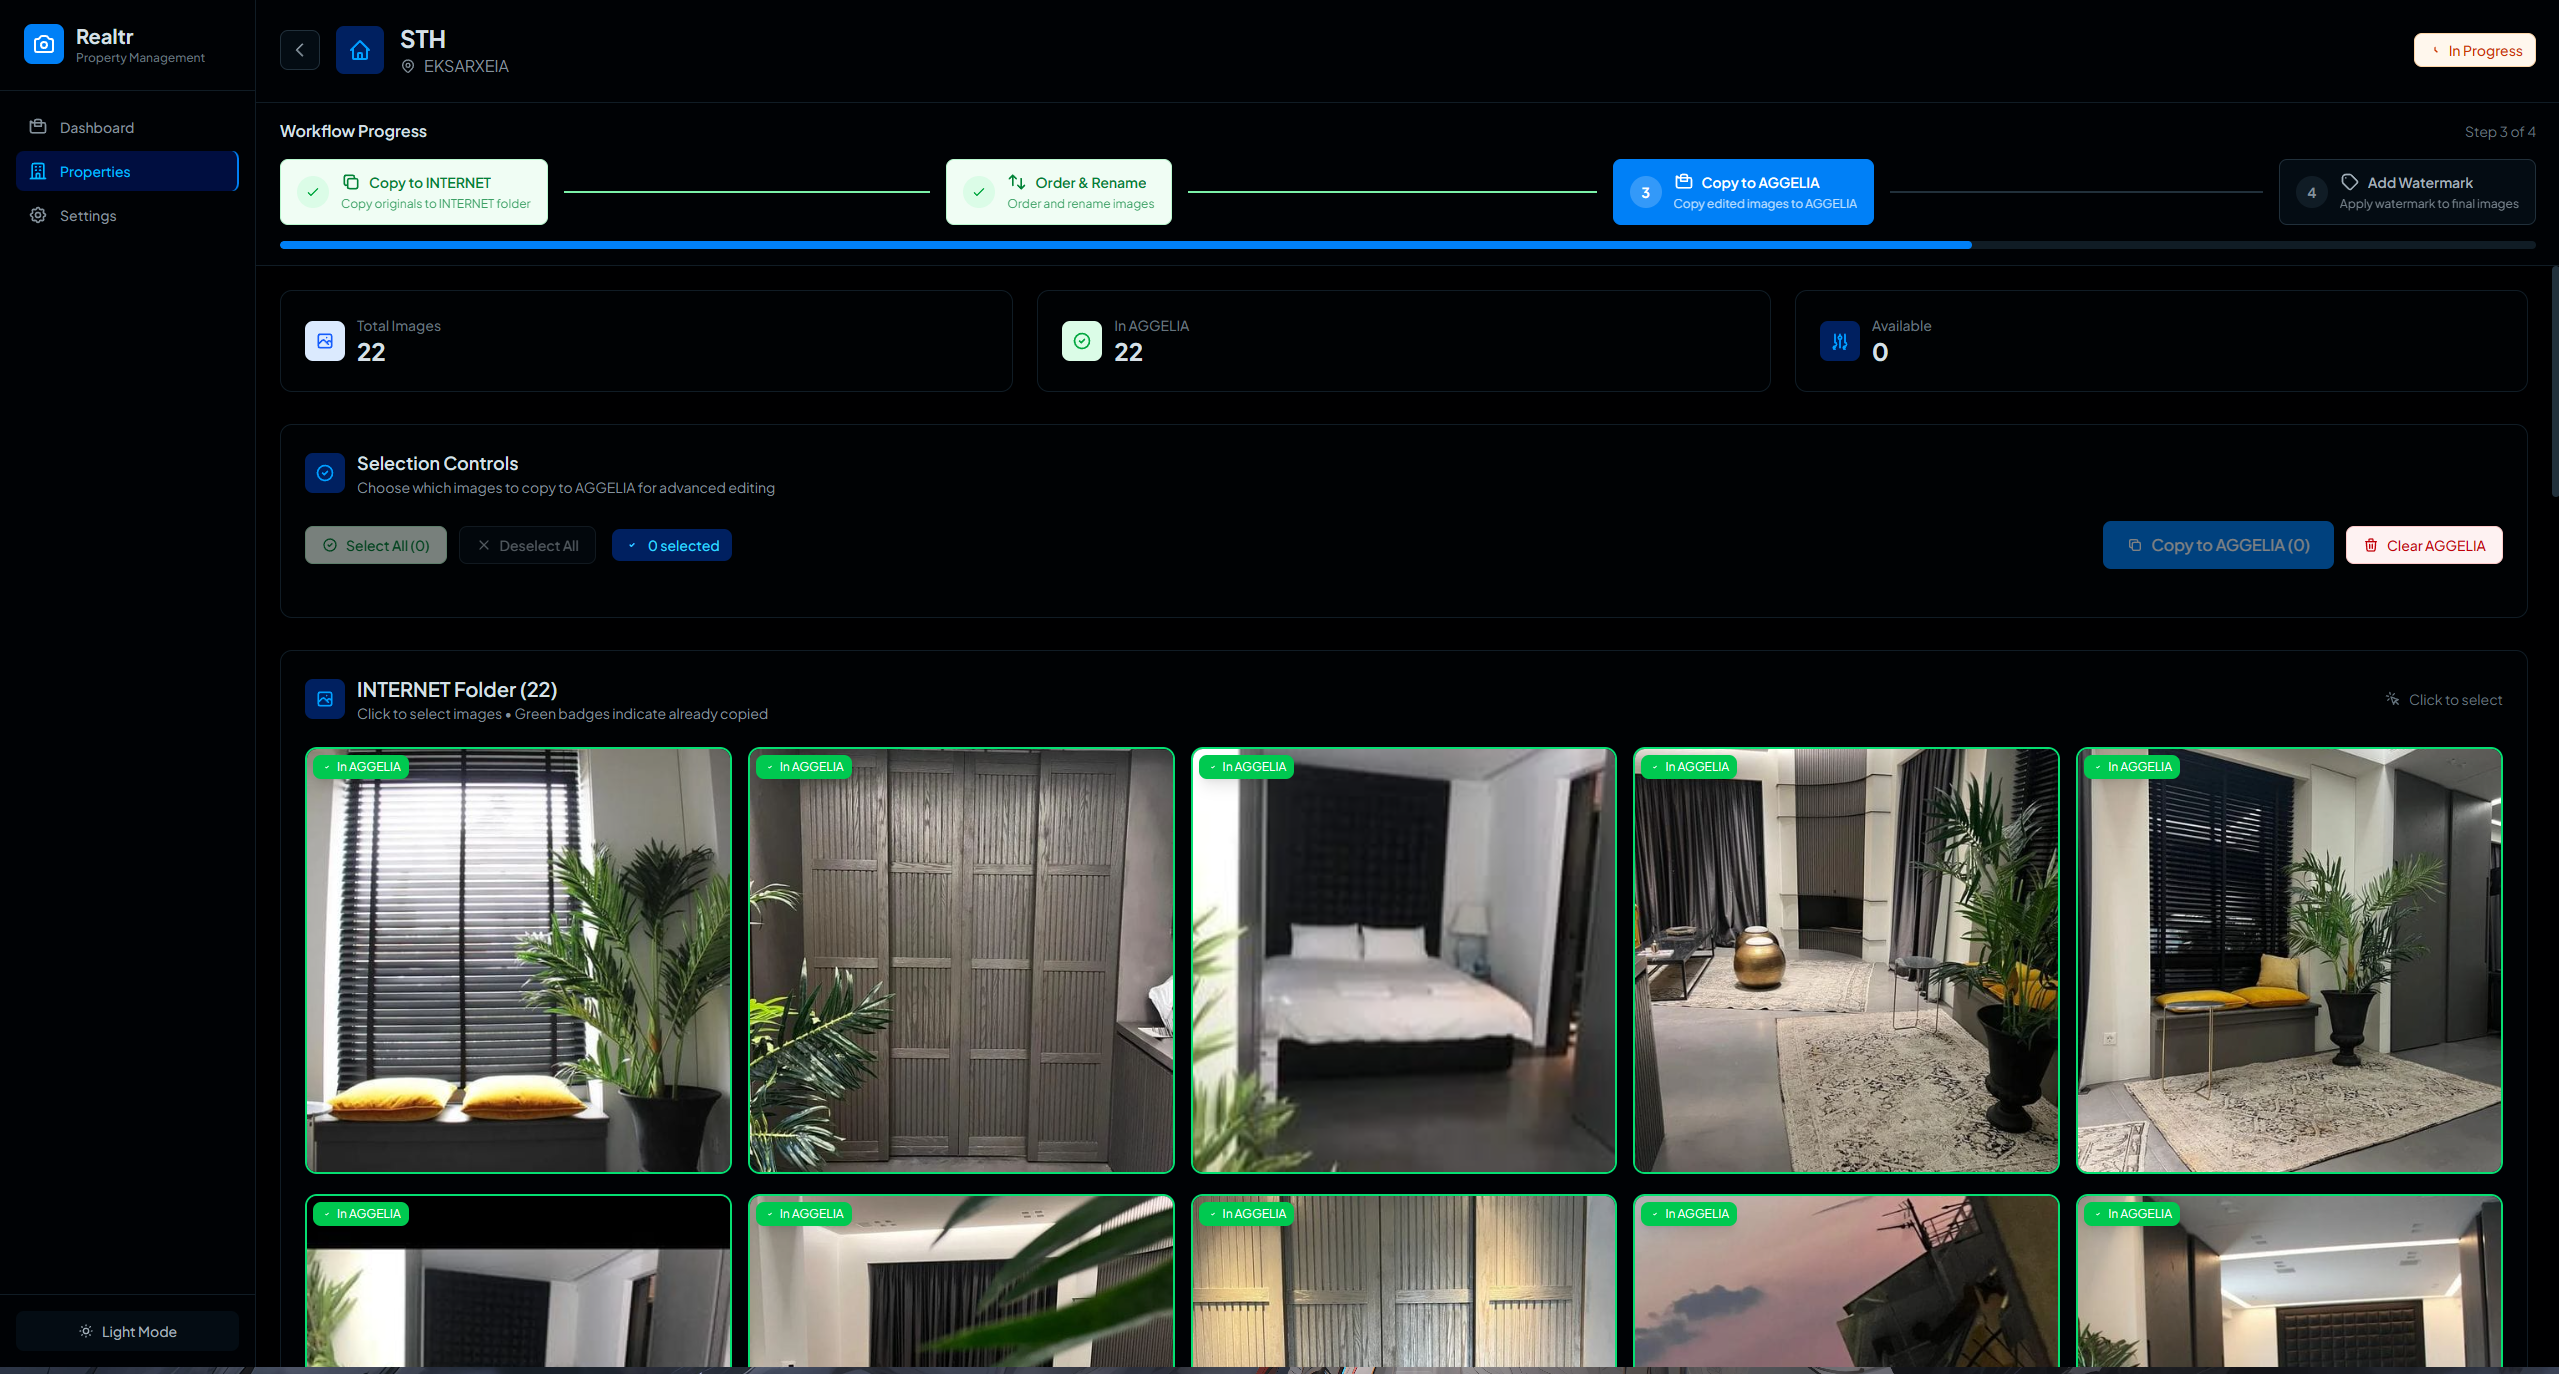 Realtr
Property Management
Dashboard
Properties
Settings
Light Mode
STH
EKSARXEIA
In Progress
Workflow Progress
Step 3 of 4
Copy to INTERNET
Copy originals to INTERNET folder
Order & Rename
Order and rename images
3
Copy to AGGELIA
Copy edited images to AGGELIA
4
Add Watermark
Apply watermark to final images
Total Images
22
In AGGELIA
22
Available
0
Selection Controls
Choose which images to copy to AGGELIA for advanced editing
Select All (0)
Deselect All
0 selected
Copy to AGGELIA (0)
Clear AGGELIA
INTERNET Folder (22)
Click to select images • Green badges indicate already copied
Click to select
In AGGELIA
In AGGELIA
In AGGELIA
In AGGELIA
In AGGELIA
In AGGELIA
In AGGELIA
In AGGELIA
In AGGELIA
In AGGELIA